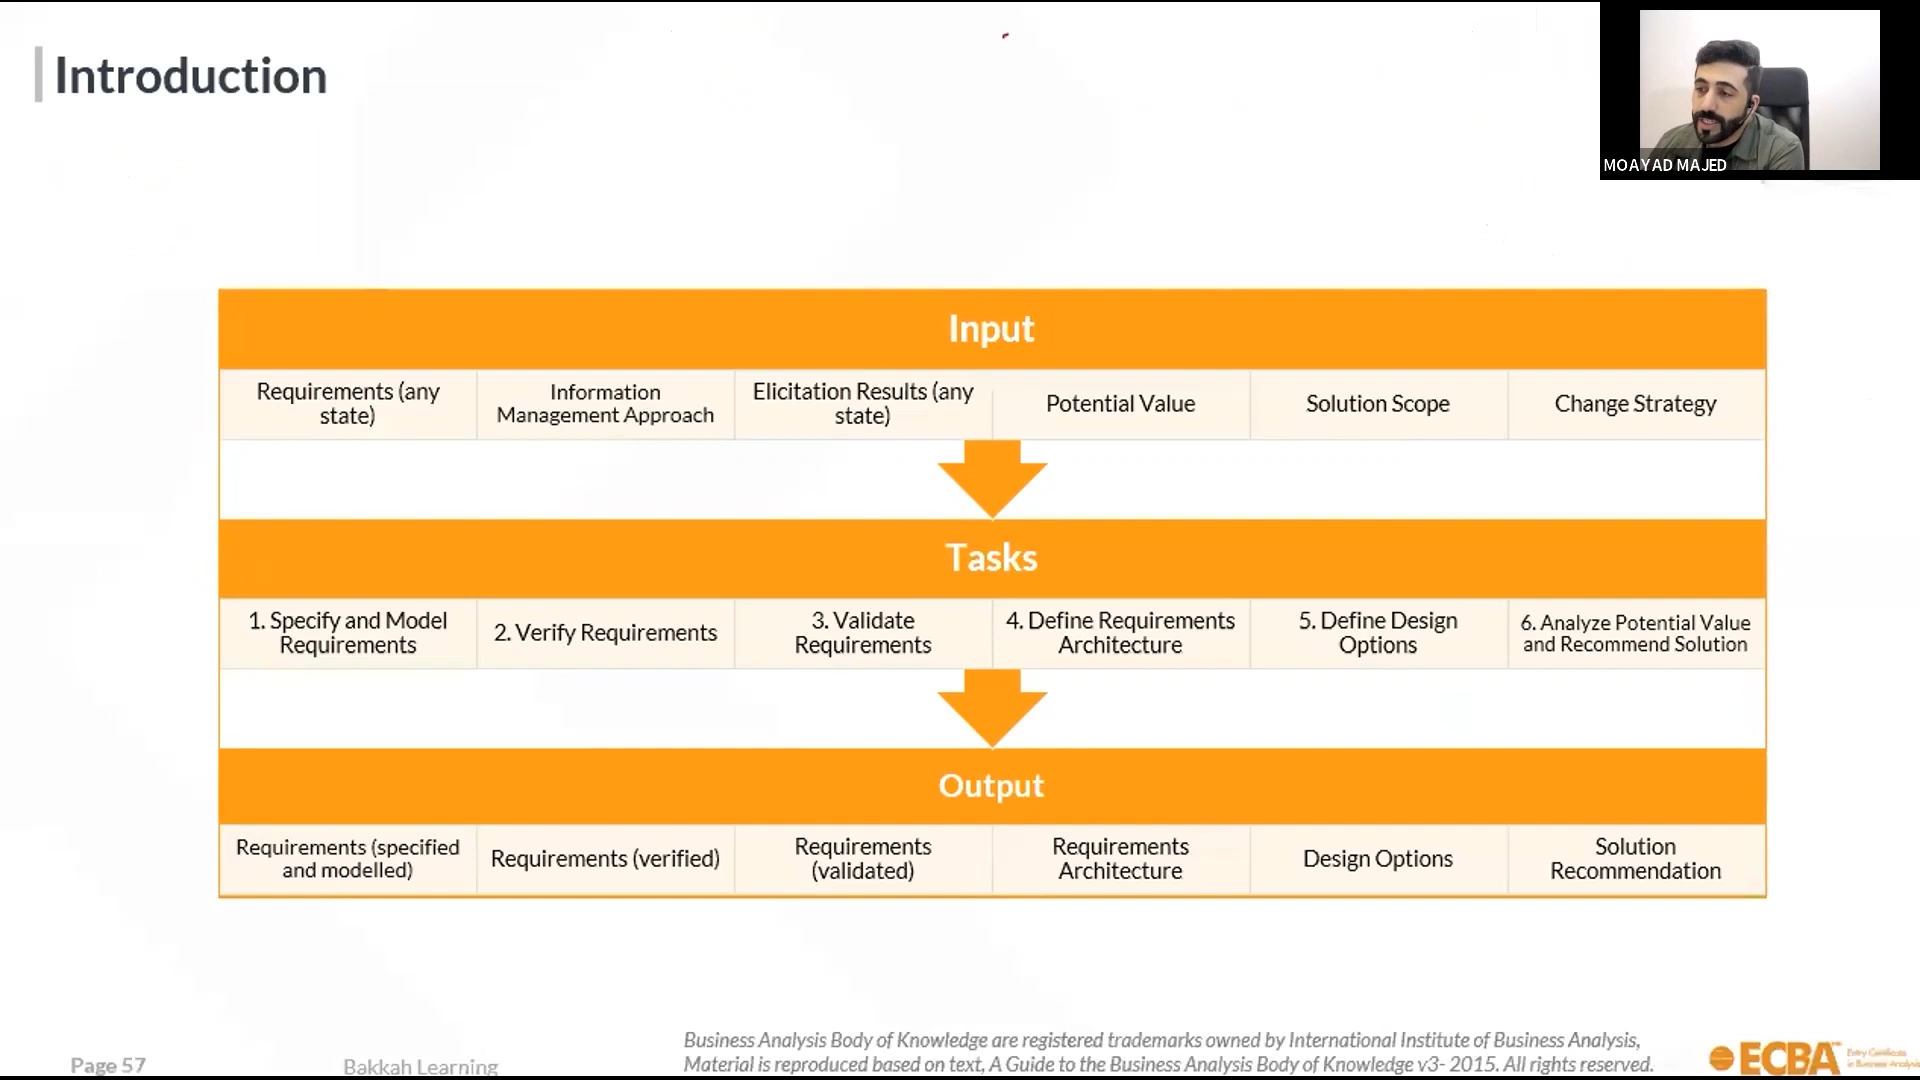 Introduction
MOAYAD MAJED
Input
Requirements (any
state)
Information
Management Approach
Elicitation Results (any
state)
Potential Value
Solution Scope
Change Strategy
Tasks
1. Specify and Model
Requirements
2. Verify Requirements
3. Validate
Requirements
4. Define Requirements
Architecture
5. Define Design
Options
6. Analyze Potential Value
and Recommend Solution
Output
Requirements (specified
and modelled)
Requirements (verified)
Requirements
(validated)
Requirements
Architecture
Design Options
Solution
Recommendation
Business Analysis Body of Knowledge are registered trademarks owned by International Institute of Business Analysis,
Material is reproduced based on text, A Guide to the Business Analysis Body of Knowledge v3- 2015. All rights reserved.
Page 57
Bakkah Learning
ECBA
Entry Certificate
in Business Analysis